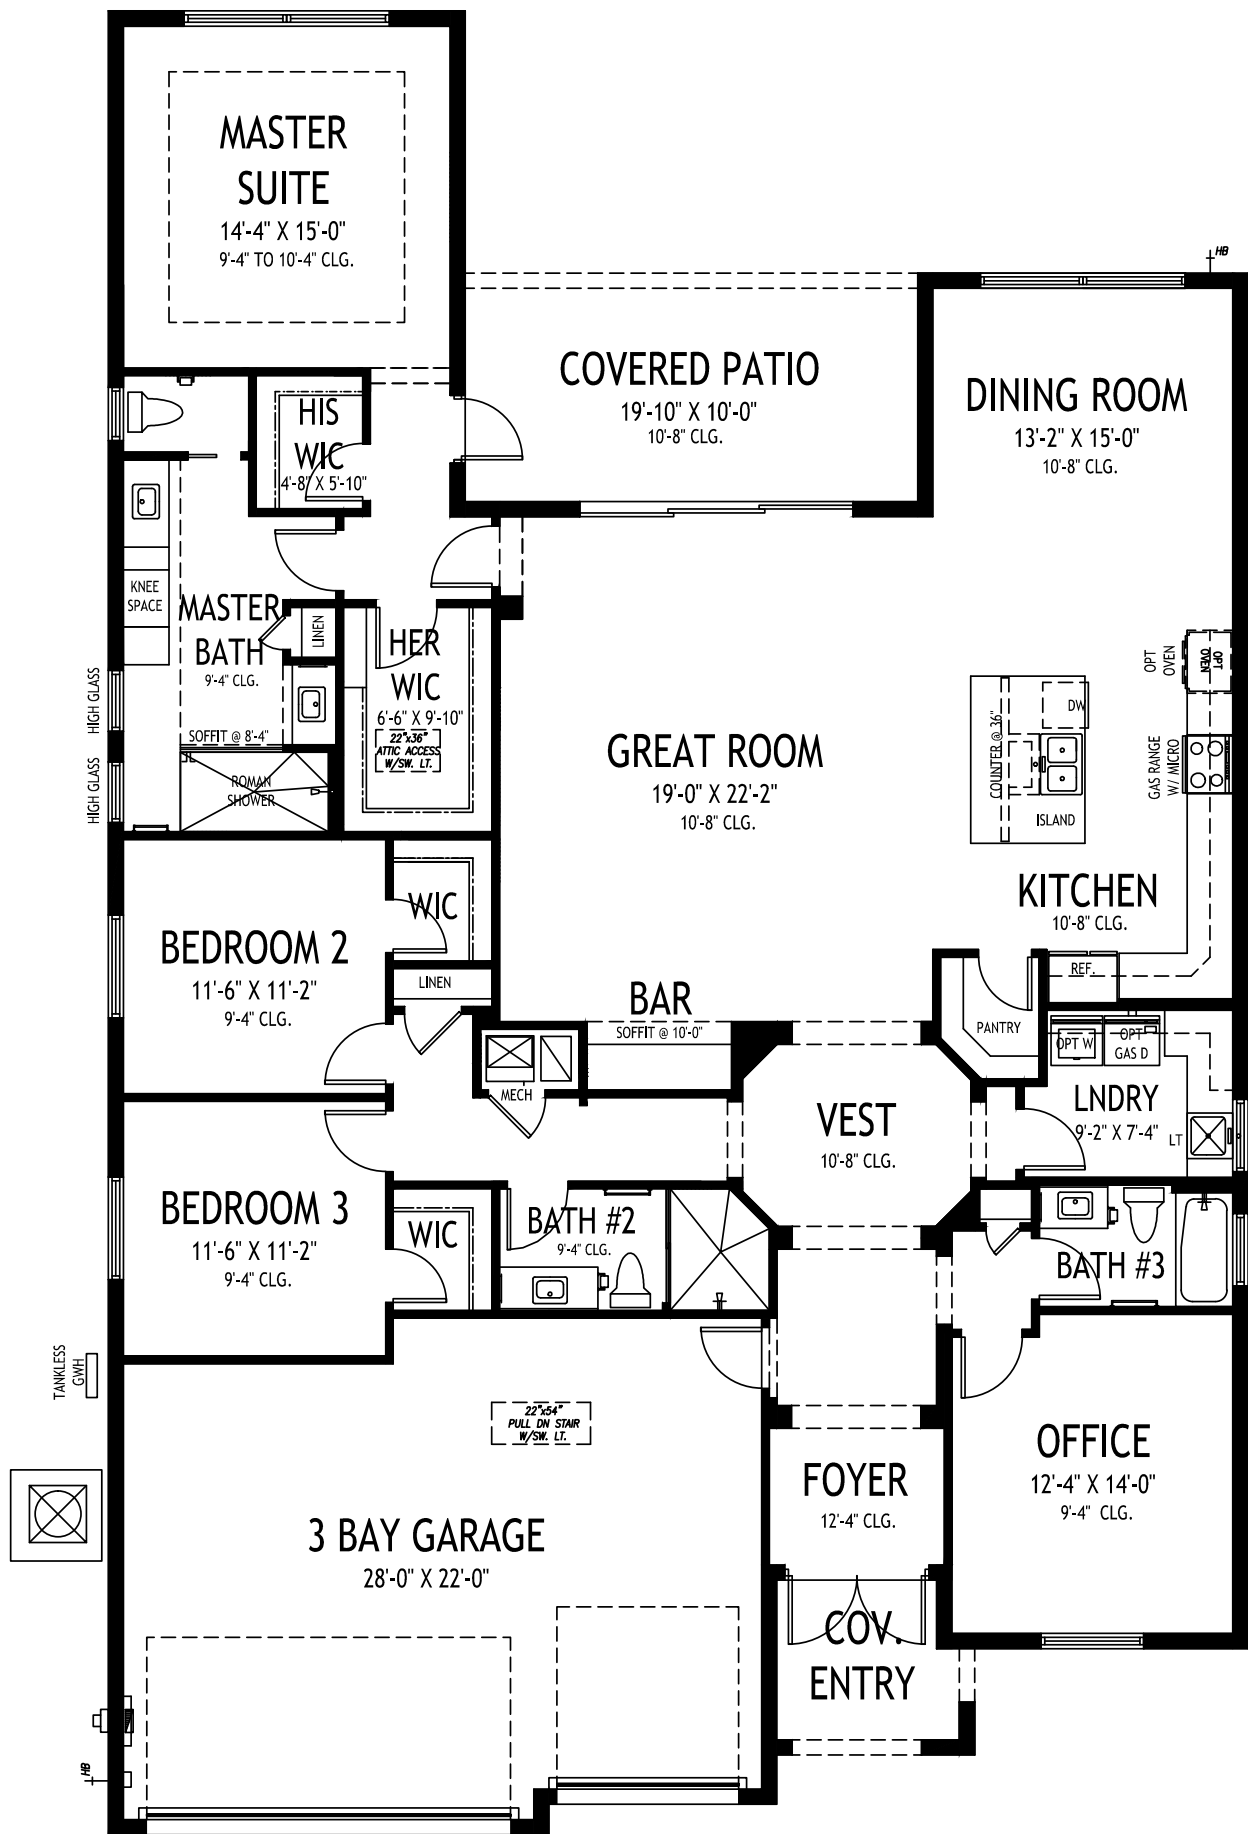 MASTER
SUITE
14'-4" X 15'-0"
9'-4" TO 10'-4" CLG.
HB
COVERED PATIO
19'-10" X 10'-0"
10'-8" CLG.
DINING ROOM
13'-2" X 15'-0"
10'-8" CLG.
HIS
WIC
4'-8" X 5'-10"
KNEE
SPACE
MASTER
BATH
9'-4" CLG.
LINEN
HER
WIC
6'-6" X 9'-10"
22"x36"
ATTIC ACCESS
W/SW. LT.
HIGH GLASS
HIGH GLASS
SOFFIT @ 8'-4"
ROMAN
SHOWER
GREAT ROOM
19'-0" X 22'-2"
10'-8" CLG.
OPT
OVEN
OPT
OVEN
DW
COUNTER @ 36"
GAS RANGE
W/ MICRO
ISLAND
KITCHEN
10'-8" CLG.
REF.
WIC
BEDROOM 2
11'-6" X 11'-2"
9'-4" CLG.
LINEN
BAR
SOFFIT @ 10'-0"
PANTRY
OPT W
OPT
GAS D
MECH
VEST
10'-8" CLG.
LNDRY
9'-2" X 7'-4"
LT
BEDROOM 3
11'-6" X 11'-2"
9'-4" CLG.
WIC
BATH #2
9'-4" CLG.
BATH #3
TANKLESS
GWH
22"x54"
PULL DN STAIR
W/SW. LT.
OFFICE
12'-4" X 14'-0"
9'-4" CLG.
FOYER
12'-4" CLG.
3 BAY GARAGE
28'-0" X 22'-0"
COV.
ENTRY
HB